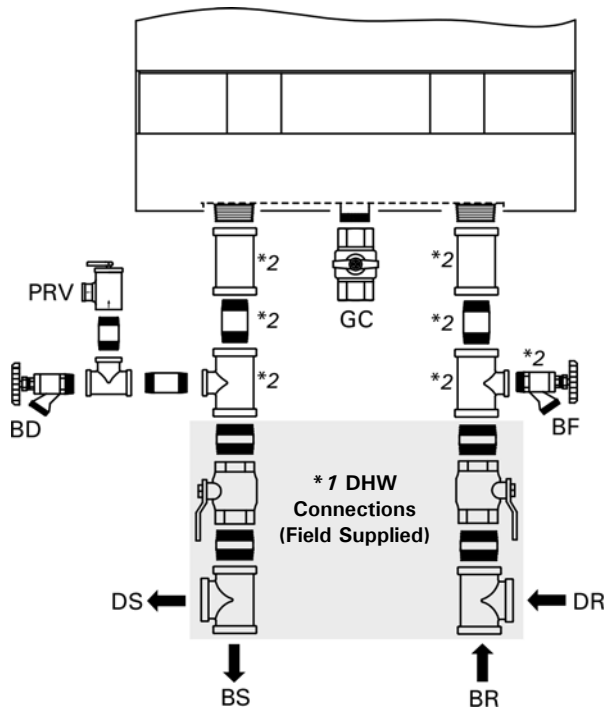 *2
*2
PRV
GC
*2
*2
*2
*2
*2
BD
BF
*1 DHW
Connections
(Field Supplied)
DS
DR
BS
BR